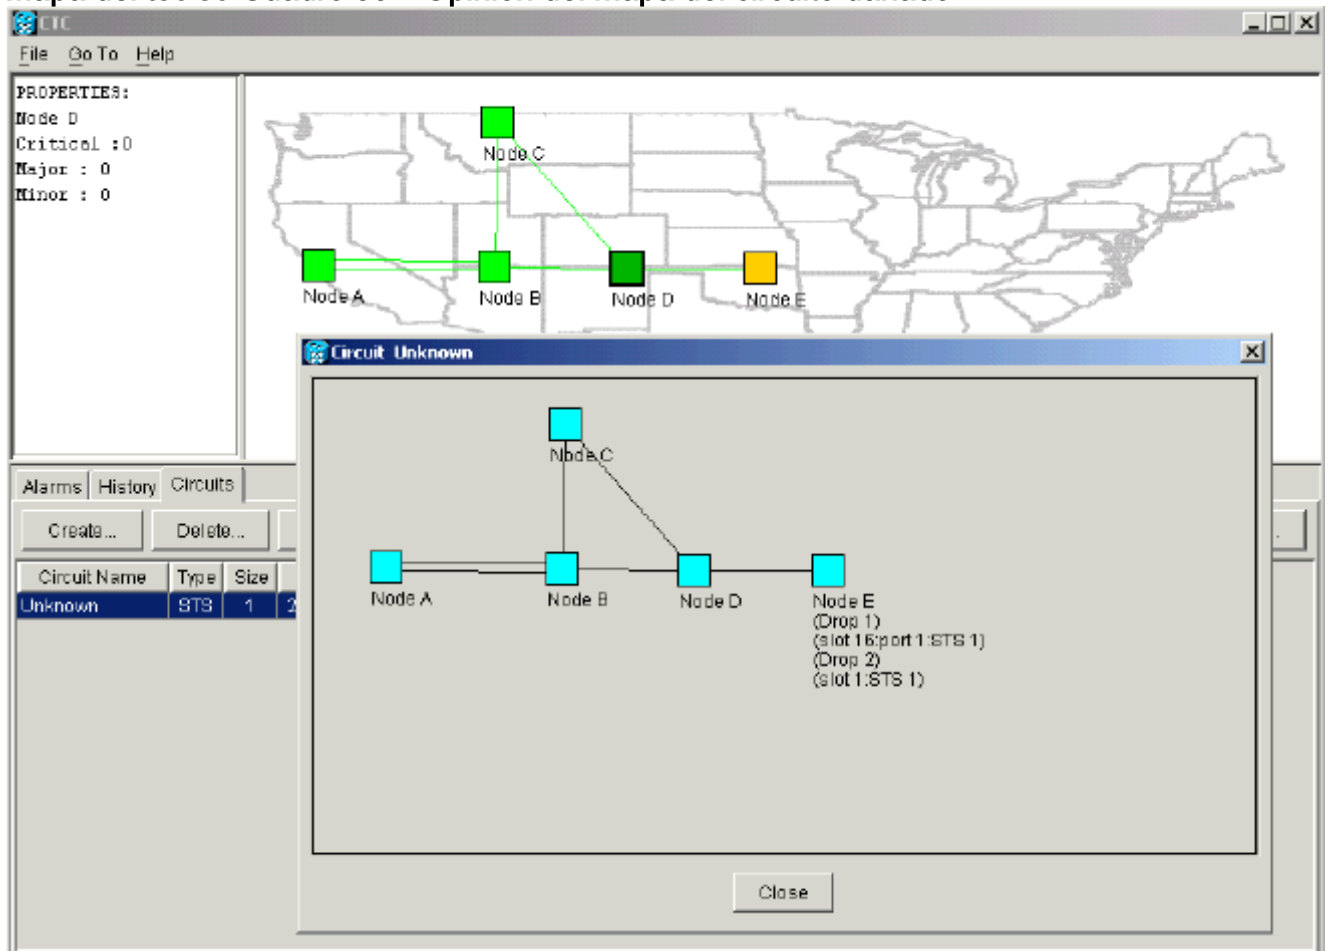 CTC
File Go To Help
PROPERTIES:
Node D
Critical :0
Major : 0
Minor : 0
Node C
Node A
Node B
Node D
Node E
Circuit Unknown
Node C
Node A
Node B
Node D
Node E
(Drop 1)
(slot 16:port 1:STS 1)
(Drop 2)
(slot 1:STS 1)
Close
Alarms History Circuits
Create... Delete...
Circuit Name Type Size
Unknown STS 1 2